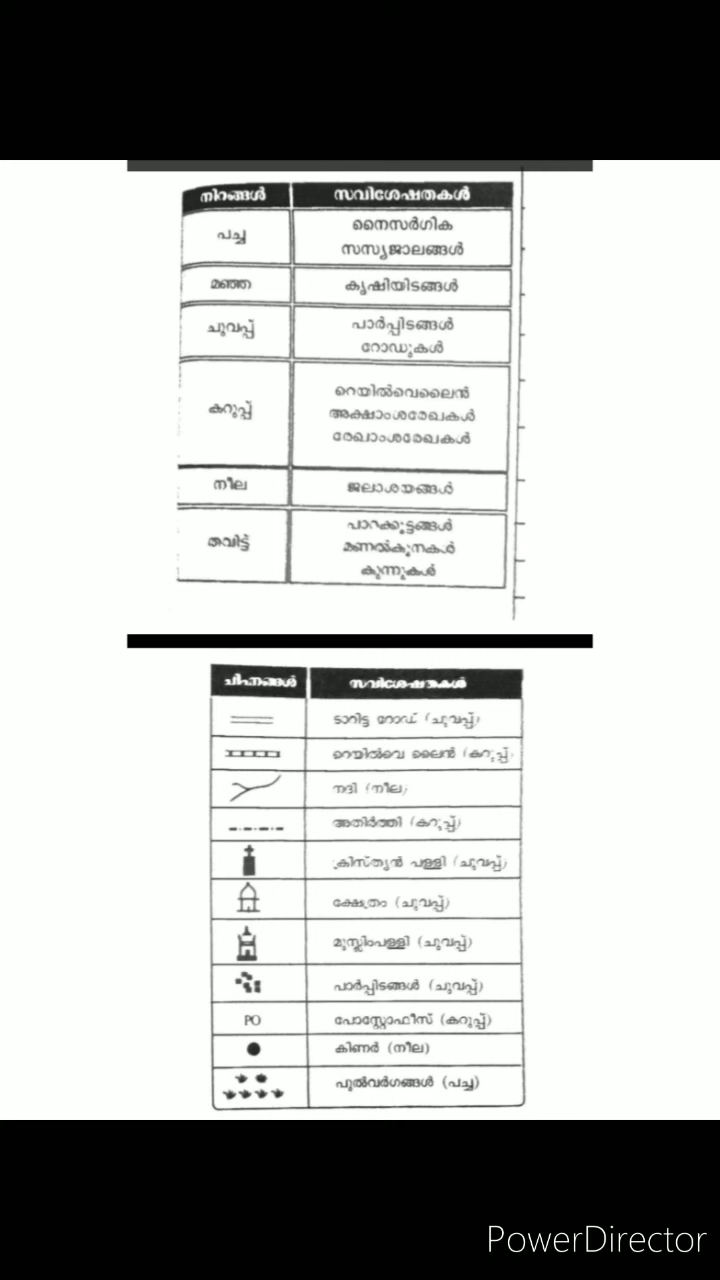 നിറങ്ങൾ സവിശേഷതകൾ
പച്ച നൈസർഗിക
സസ്യജാലങ്ങൾ
മഞ്ഞ കൃഷിയിടങ്ങൾ
ചുവപ്പ് പാർപ്പിടങ്ങൾ
റോഡുകൾ
കറുപ്പ് റെയിൽവെലൈൻ
അക്ഷാംശരേഖകൾ
രേഖാംശരേഖകൾ
നീല ജലാശയങ്ങൾ
തവിട്ട് പാറക്കൂട്ടങ്ങൾ
മണൽകൂനകൾ
കുന്നുകൾ
ചിഹ്നങ്ങൾ സവിശേഷതകൾ
ടാറിട്ട റോഡ് (ചുവപ്പ്)
റെയിൽവെ ലൈൻ (കറുപ്പ്)
നദി (നീല)
അതിർത്തി (കറുപ്പ്)
ക്രിസ്ത്യൻ പള്ളി (ചുവപ്പ്)
ക്ഷേത്രം (ചുവപ്പ്)
മുസ്ലിംപള്ളി (ചുവപ്പ്)
പാർപ്പിടങ്ങൾ (ചുവപ്പ്)
PO പോസ്റ്റോഫീസ് (കറുപ്പ്)
കിണർ (നീല)
പുൽവർഗങ്ങൾ (പച്ച)
PowerDirector